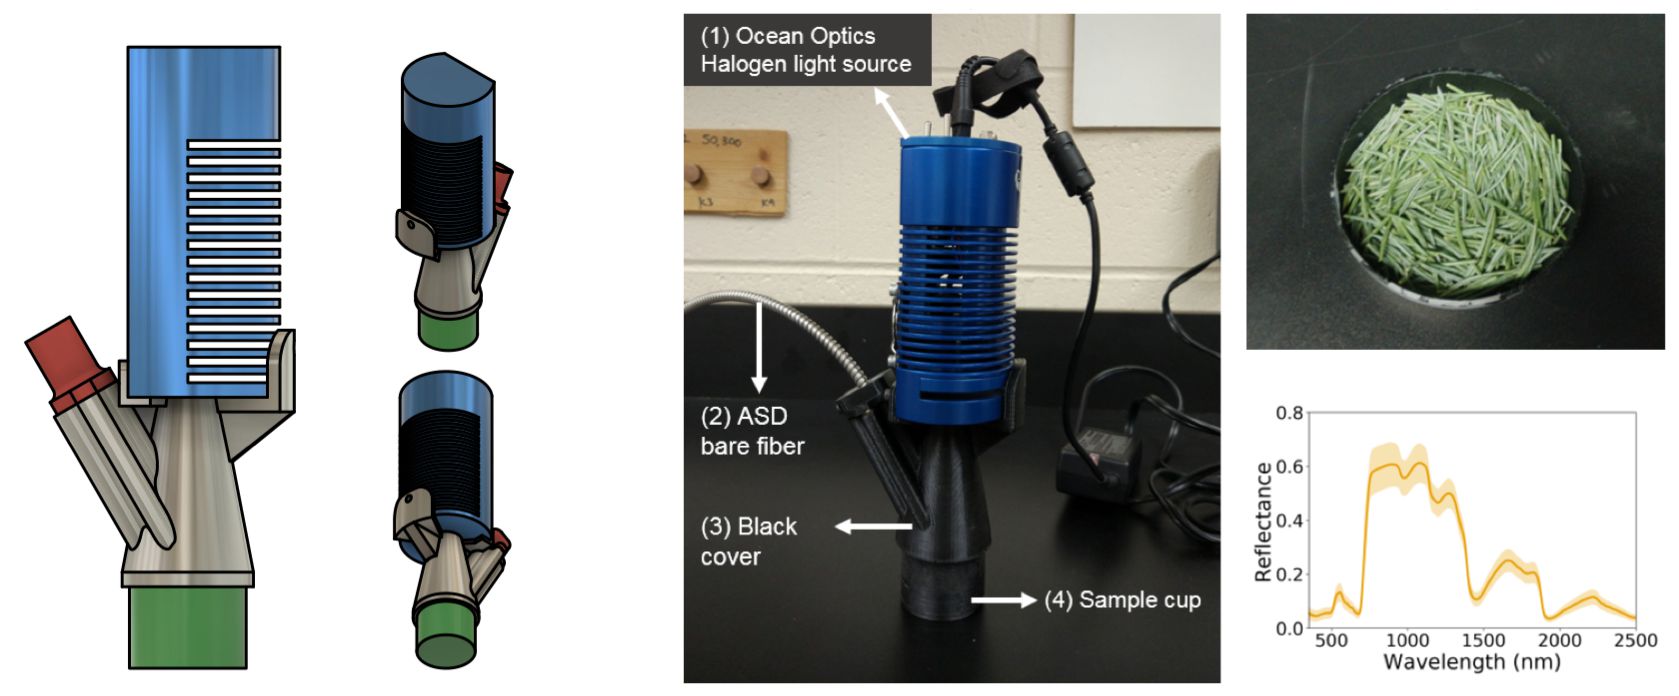 (1) Ocean Optics
Halogen light source
50,300
k3
k9
(2) ASD
bare fiber
(3) Black
cover
(4) Sample cup
0.8
0.6
0.4
0.2
0.0
Reflectance
500 1000 1500 2000 2500
Wavelength (nm)